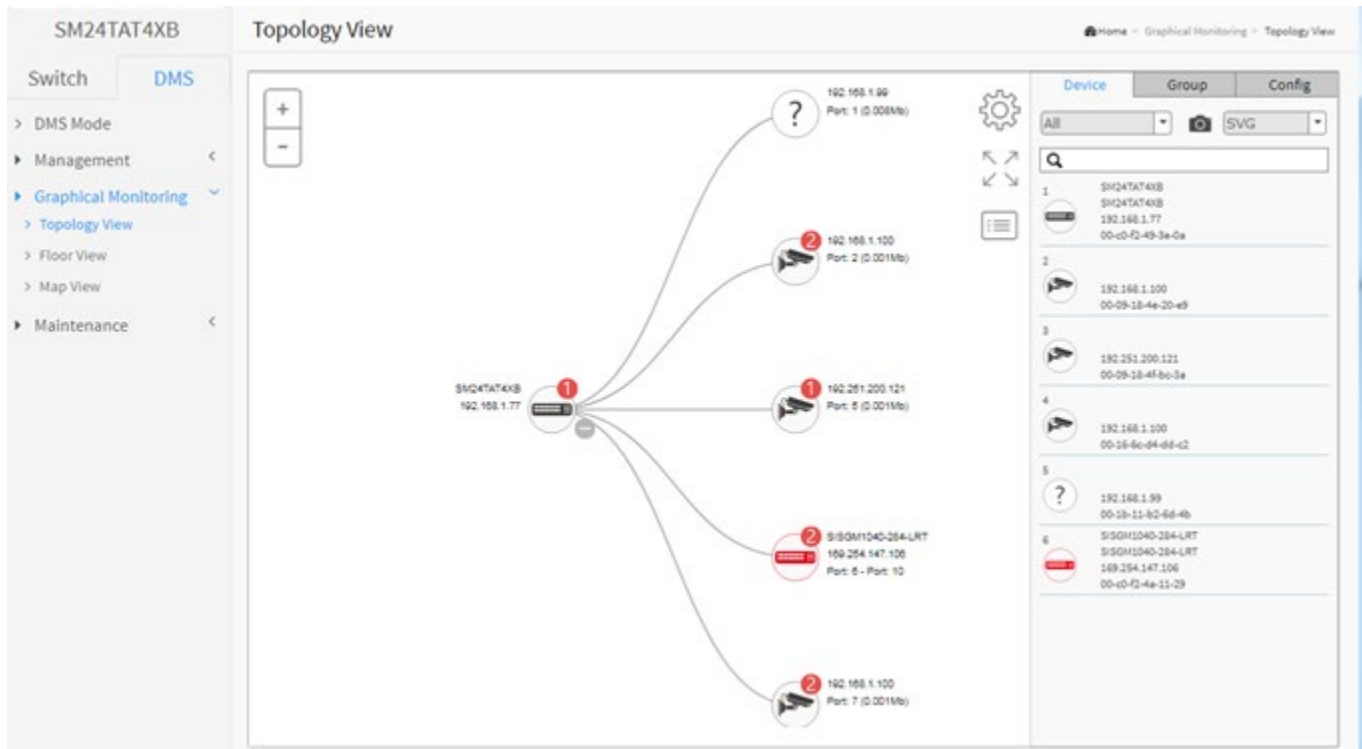 SM24TAT4XB
Switch
DMS
> DMS Mode
Management
Graphical Monitoring
> Topology View
> Floor View
> Map View
Maintenance
Topology View
Home > Graphical Monitoring > Topology View
+
-
192.168.1.99
Port: 1 (0.008Mb)
?
2
192.168.1.100
Port: 2 (0.001Mb)
SM24TAT4XB
192.168.1.77
1
1
192.251.200.121
Port: 5 (0.001Mb)
2
SISGM1040-284-LRT
169.254.147.106
Port: 6 - Port: 10
2
192.168.1.100
Port: 7 (0.001Mb)
Device
Group
Config
All
SVG
1
SM24TAT4XB
SM24TAT4XB
192.168.1.77
00-c0-f2-49-3e-0a
2
192.168.1.100
00-09-18-4e-20-e9
3
192.251.200.121
00-09-18-4f-bc-3a
4
192.168.1.100
00-16-6c-d4-dd-c2
5
?
192.168.1.99
00-1b-11-b2-6d-4b
6
SISGM1040-284-LRT
SISGM1040-284-LRT
169.254.147.106
00-c0-f2-4a-11-29